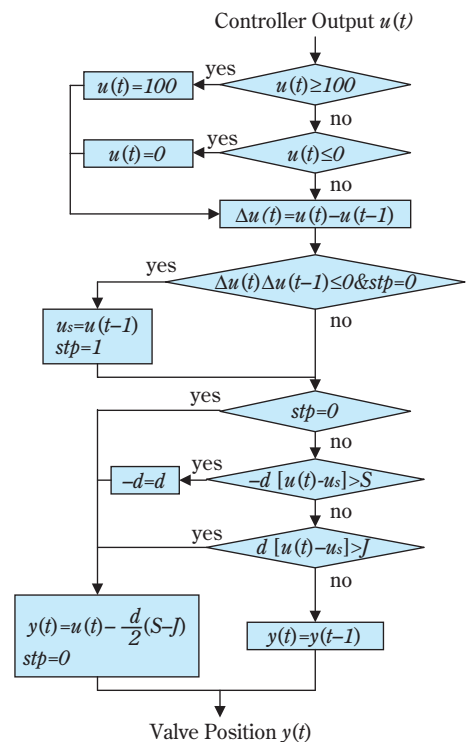 Controller Output u(t)
yes
u(t)=100
u(t)≥100
no
yes
u(t)=0
u(t)≤0
no
Δu(t)=u(t)-u(t-1)
yes
Δu(t)Δu(t-1)≤0&stp=0
us=u(t-1)
stp=1
no
yes
stp=0
no
yes
-d=d
-d [u(t)-us]>S
no
yes
d [u(t)-us]>J
no
y(t)=u(t)-d/2(S-J)
stp=0
y(t)=y(t-1)
Valve Position y(t)